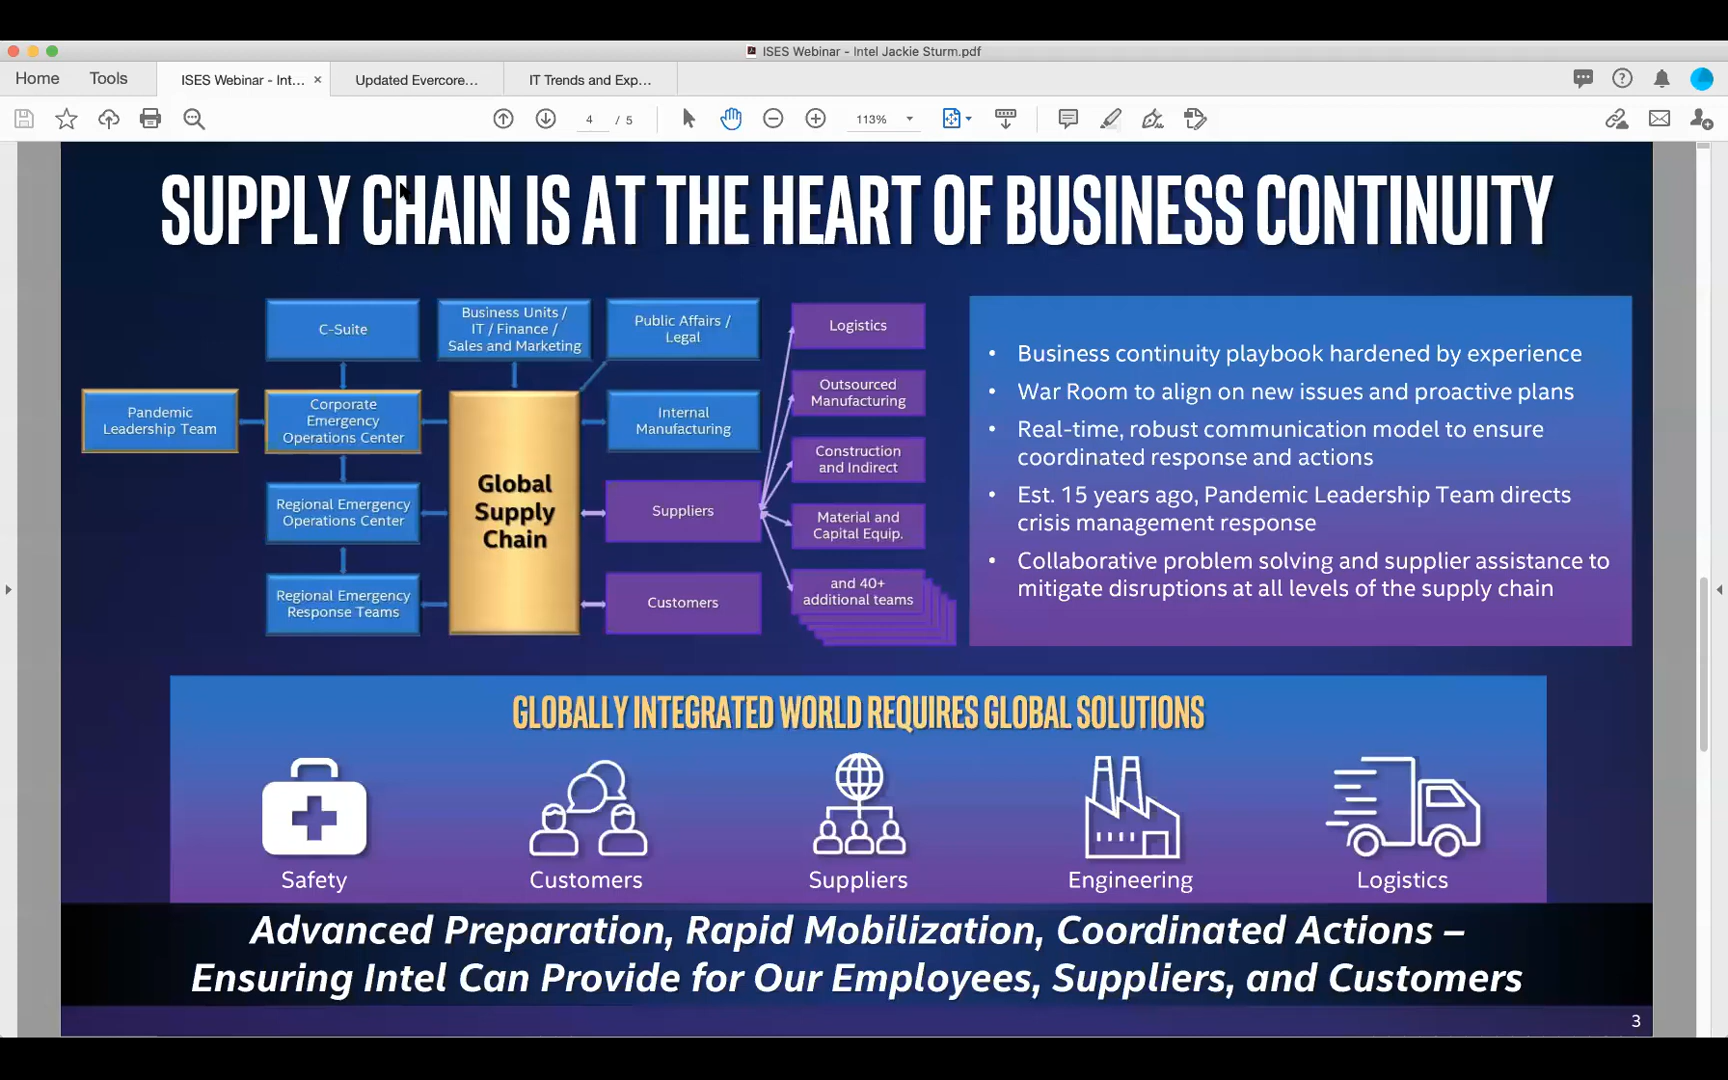 ISES Webinar - Intel Jackie Sturm.pdf
Home
Tools
ISES Webinar - Int...
Updated Evercore...
IT Trends and Exp...
4 / 5
113%
SUPPLY CHAIN IS AT THE HEART OF BUSINESS CONTINUITY
C-Suite
Business Units /
IT / Finance /
Sales and Marketing
Public Affairs /
Legal
Logistics
Pandemic
Leadership Team
Corporate
Emergency
Operations Center
Internal
Manufacturing
Outsourced
Manufacturing
Global
Supply
Chain
Construction
and Indirect
Regional Emergency
Operations Center
Suppliers
Material and
Capital Equip.
Regional Emergency
Response Teams
Customers
and 40+
additional teams
• Business continuity playbook hardened by experience
• War Room to align on new issues and proactive plans
• Real-time, robust communication model to ensure
coordinated response and actions
• Est. 15 years ago, Pandemic Leadership Team directs
crisis management response
• Collaborative problem solving and supplier assistance to
mitigate disruptions at all levels of the supply chain
GLOBALLY INTEGRATED WORLD REQUIRES GLOBAL SOLUTIONS
Safety
Customers
Suppliers
Engineering
Logistics
Advanced Preparation, Rapid Mobilization, Coordinated Actions –
Ensuring Intel Can Provide for Our Employees, Suppliers, and Customers
3